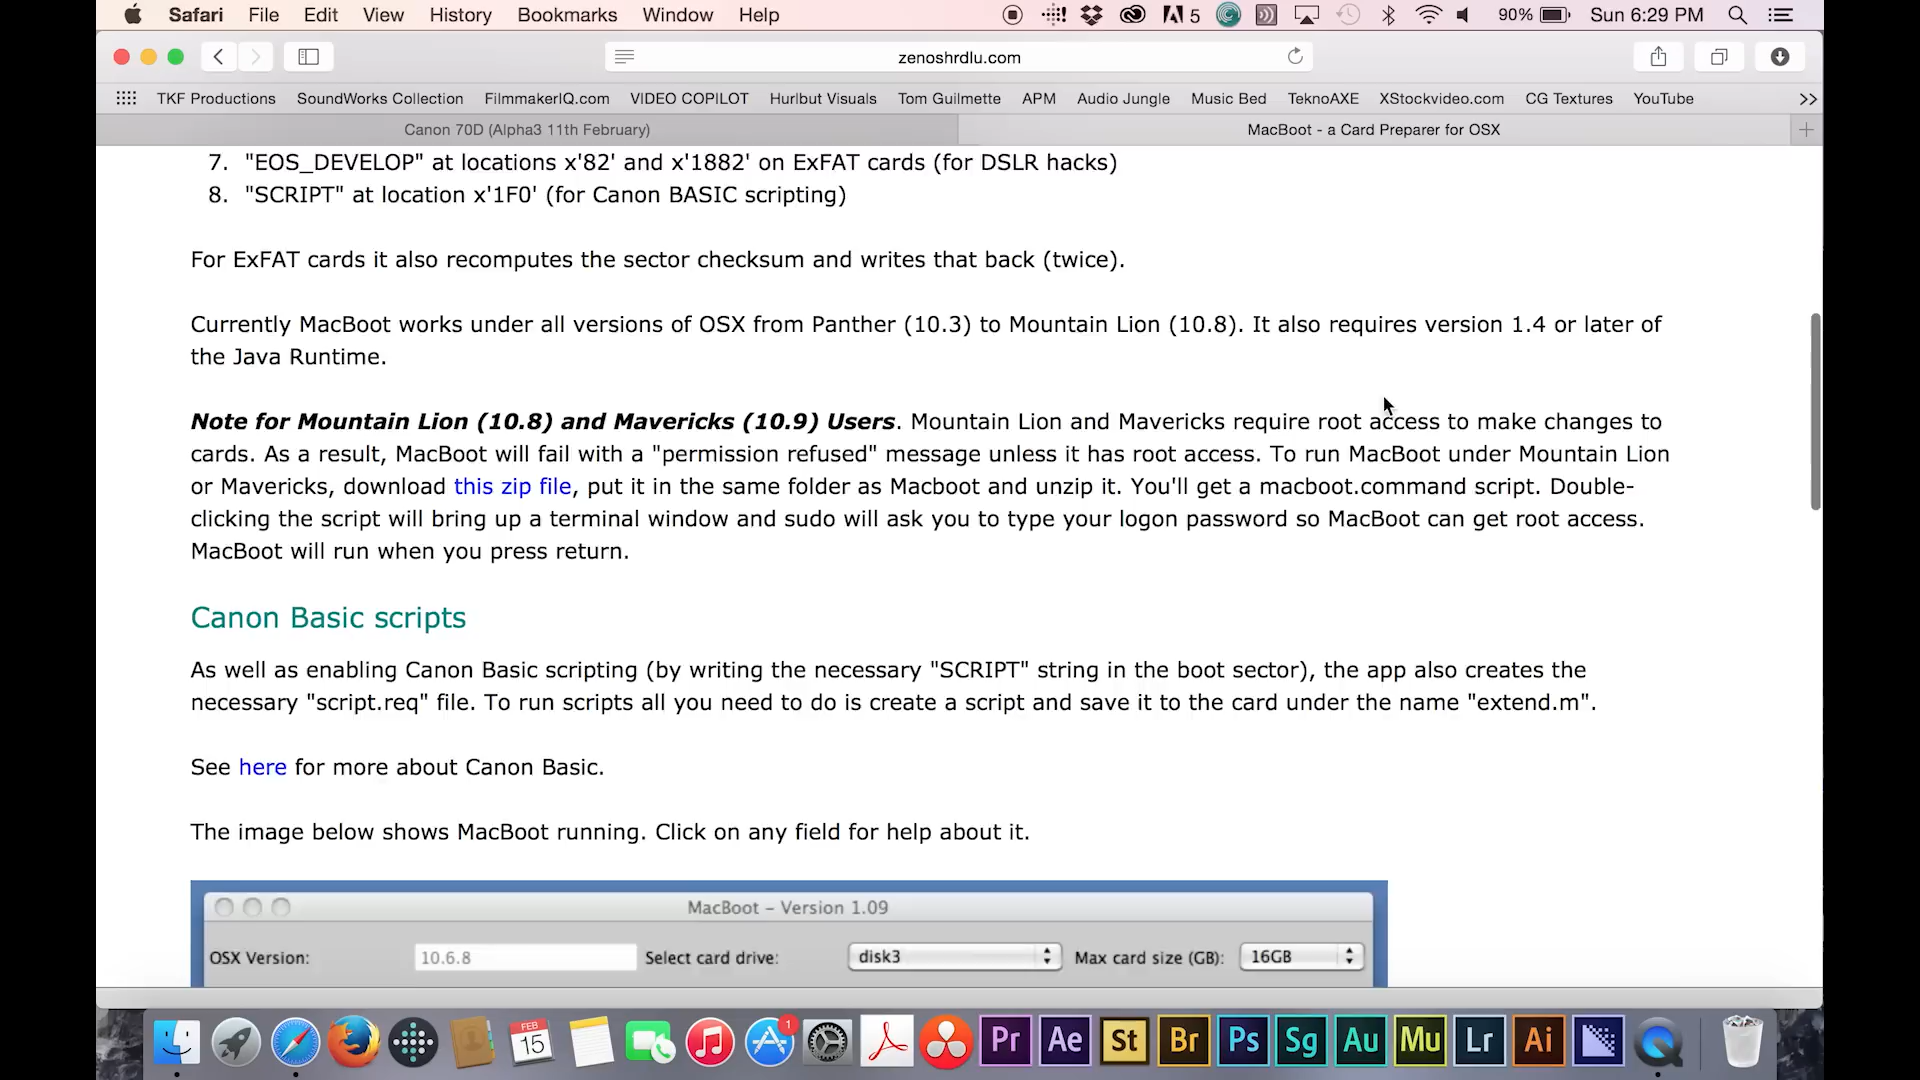 Safari File Edit View History Bookmarks Window Help 5 90% Sun 6:29 PM
zenoshrdlu.com
TKF Productions SoundWorks Collection FilmmakerIQ.com VIDEO COPILOT Hurlbut Visuals Tom Guilmette APM Audio Jungle Music Bed TeknoAXE XStockvideo.com CG Textures YouTube
Canon 70D (Alpha3 11th February) MacBoot - a Card Preparer for OSX
7. "EOS_DEVELOP" at locations x'82' and x'1882' on ExFAT cards (for DSLR hacks)
8. "SCRIPT" at location x'1F0' (for Canon BASIC scripting)
For ExFAT cards it also recomputes the sector checksum and writes that back (twice).
Currently MacBoot works under all versions of OSX from Panther (10.3) to Mountain Lion (10.8). It also requires version 1.4 or later of
the Java Runtime.
Note for Mountain Lion (10.8) and Mavericks (10.9) Users. Mountain Lion and Mavericks require root access to make changes to
cards. As a result, MacBoot will fail with a "permission refused" message unless it has root access. To run MacBoot under Mountain Lion
or Mavericks, download this zip file, put it in the same folder as Macboot and unzip it. You'll get a macboot.command script. Double-
clicking the script will bring up a terminal window and sudo will ask you to type your logon password so MacBoot can get root access.
MacBoot will run when you press return.
Canon Basic scripts
As well as enabling Canon Basic scripting (by writing the necessary "SCRIPT" string in the boot sector), the app also creates the
necessary "script.req" file. To run scripts all you need to do is create a script and save it to the card under the name "extend.m".
See here for more about Canon Basic.
The image below shows MacBoot running. Click on any field for help about it.
MacBoot – Version 1.09
OSX Version: 10.6.8 Select card drive: disk3 Max card size (GB): 16GB
FEB 15 1 Pr Ae St Br Ps Sg Au Mu Lr Ai